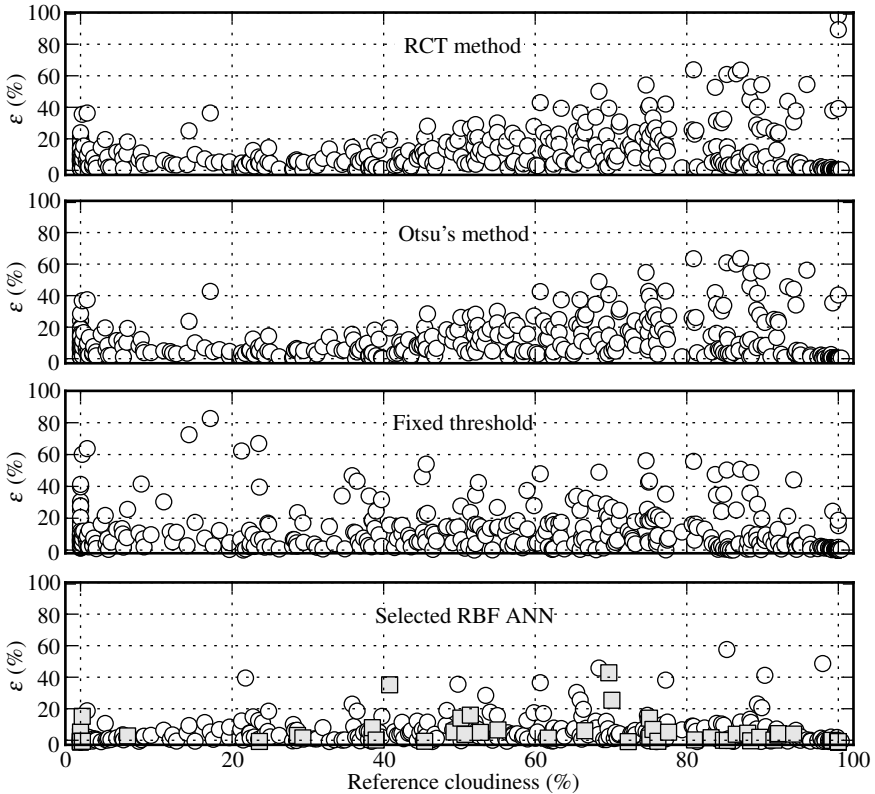 100
80
60
40
20
0
ε (%)
RCT method
100
80
60
40
20
0
ε (%)
Otsu's method
100
80
60
40
20
0
ε (%)
Fixed threshold
100
80
60
40
20
0
ε (%)
Selected RBF ANN
0 20 40 60 80 100
Reference cloudiness (%)